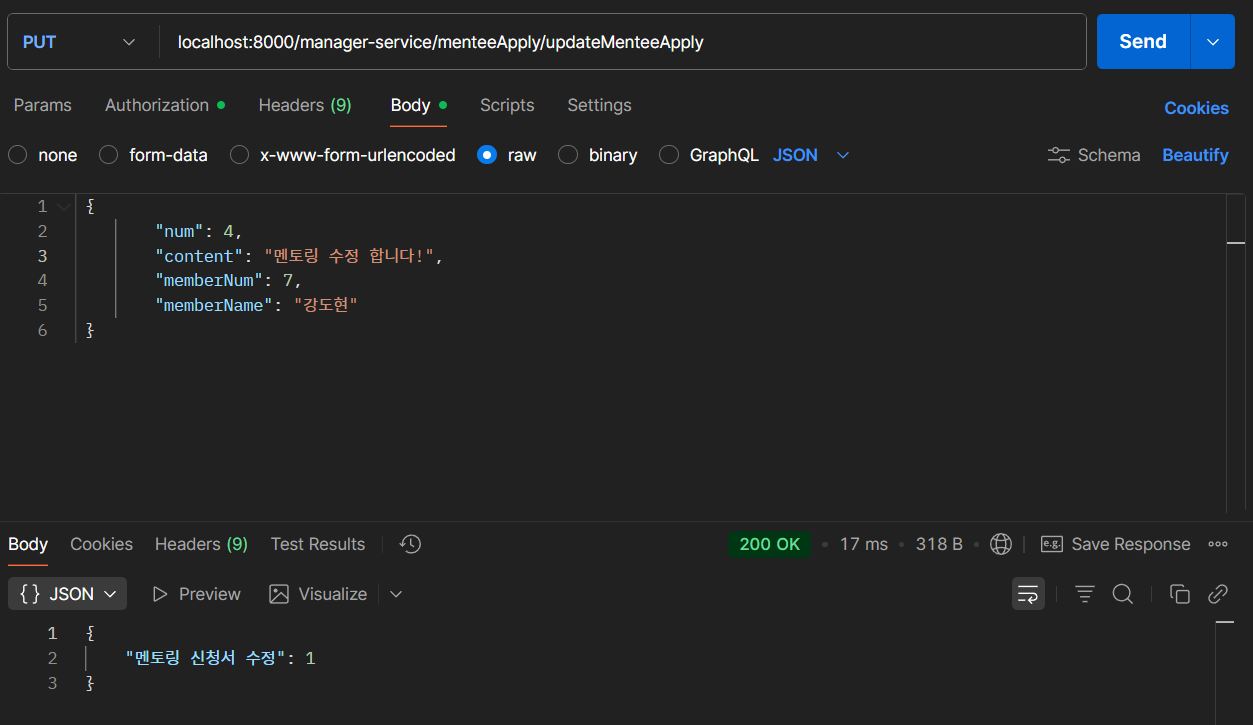 PUT localhost:8000/manager-service/menteeApply/updateMenteeApply Send
Params Authorization Headers (9) Body Scripts Settings Cookies
none form-data x-www-form-urlencoded raw binary GraphQL JSON Schema Beautify
1 {
2 "num": 4,
3 "content": "멘토링 수정 합니다!",
4 "memberNum": 7,
5 "memberName": "강도현"
6 }
Body Cookies Headers (9) Test Results 200 OK • 17 ms • 318 B • e.g. Save Response
{} JSON Preview Visualize
1 {
2 "멘토링 신청서 수정": 1
3 }